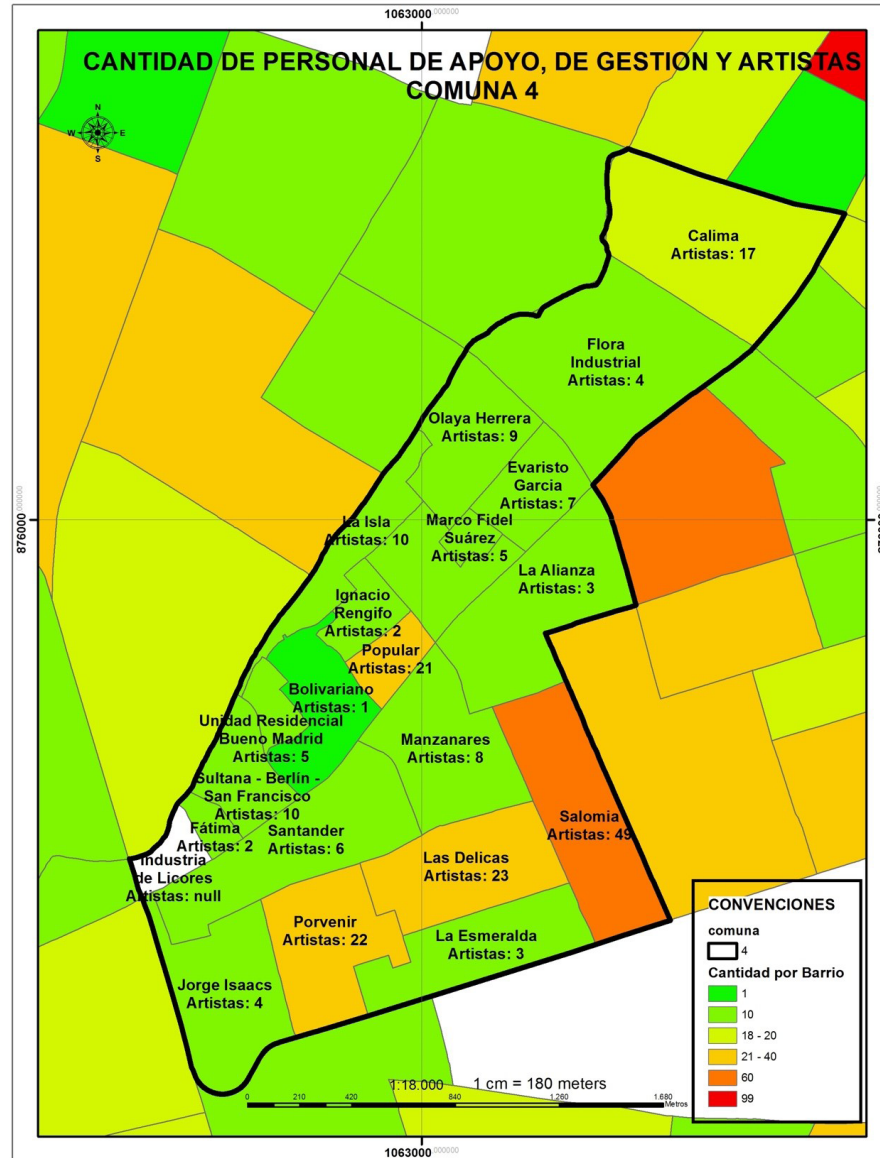 1063000.000000
CANTIDAD DE PERSONAL DE APOYO, DE GESTION Y ARTISTAS
COMUNA 4
N
W E
S
Calima
Artistas: 17
Flora
Industrial
Artistas: 4
Olaya Herrera
Artistas: 9
Evaristo
Garcia
Artistas: 7
876000.000000
La Isla
Artistas: 10
Marco Fidel
Suárez
Artistas: 5
La Alianza
Artistas: 3
Ignacio
Rengifo
Artistas: 2
Popular
Artistas: 21
Bolivariano
Artistas: 1
Unidad Residencial
Bueno Madrid
Artistas: 5
Manzanares
Artistas: 8
Sultana - Berlín -
San Francisco
Artistas: 10
Salomia
Artistas: 49
Fátima
Artistas: 2
Santander
Artistas: 6
Industria
de Licores
Artistas: null
Las Delicas
Artistas: 23
Porvenir
Artistas: 22
La Esmeralda
Artistas: 3
Jorge Isaacs
Artistas: 4
CONVENCIONES
comuna
4
Cantidad por Barrio
1
10
18 - 20
21 - 40
60
99
1:18.000 1 cm = 180 meters
0 210 420 840 1.260 1.680
Metros
1063000.000000